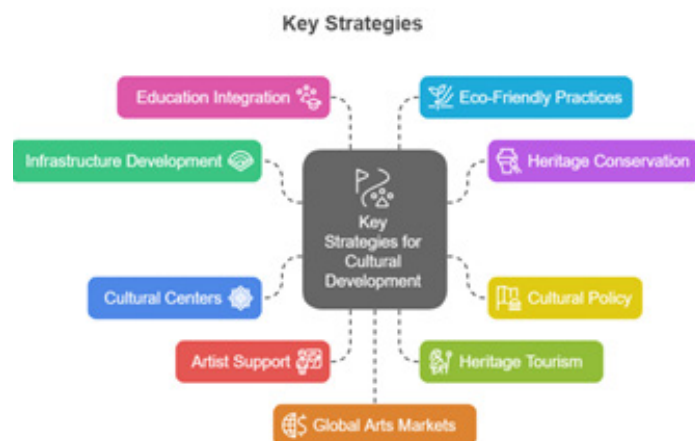 Key Strategies
Education Integration
Eco-Friendly Practices
Infrastructure Development
Heritage Conservation
Key
Strategies for
Cultural
Development
Cultural Centers
Cultural Policy
Artist Support
Heritage Tourism
Global Arts Markets